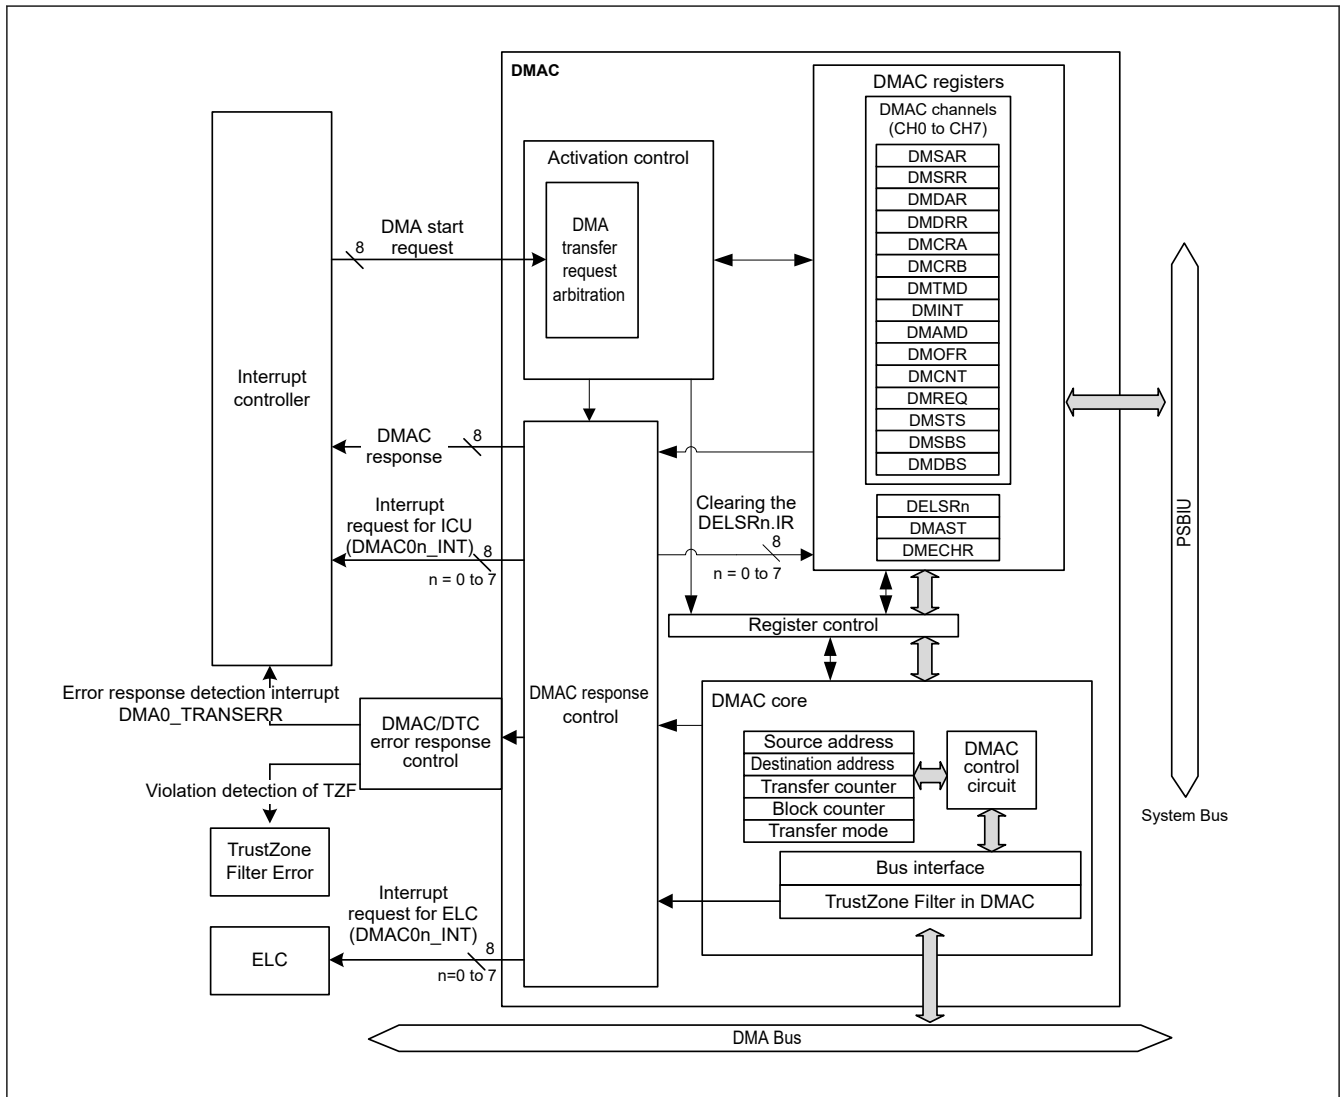 DMAC
DMAC registers
DMAC channels
(CH0 to CH7)
DMSAR
DMSRR
DMDAR
DMDRR
DMCRA
DMCRB
DMTMD
DMINT
DMAMD
DMOFR
DMCNT
DMREQ
DMSTS
DMSBS
DMDBS
DELSRn
DMAST
DMECHR
Activation control
DMA
transfer
request
arbitration
DMA start
request
8
Interrupt
controller
DMAC
response
8
Interrupt
request for ICU
(DMAC0n_INT)
8
n = 0 to 7
Clearing the
DELSRn.IR
8
n = 0 to 7
Register control
PSBIU
System Bus
Error response detection interrupt
DMA0_TRANSERR
DMAC/DTC
error response
control
DMAC response
control
Violation detection of TZF
TrustZone
Filter Error
Interrupt
request for ELC
(DMAC0n_INT)
8
n=0 to 7
ELC
DMAC core
Source address
Destination address
Transfer counter
Block counter
Transfer mode
DMAC
control
circuit
Bus interface
TrustZone Filter in DMAC
DMA Bus